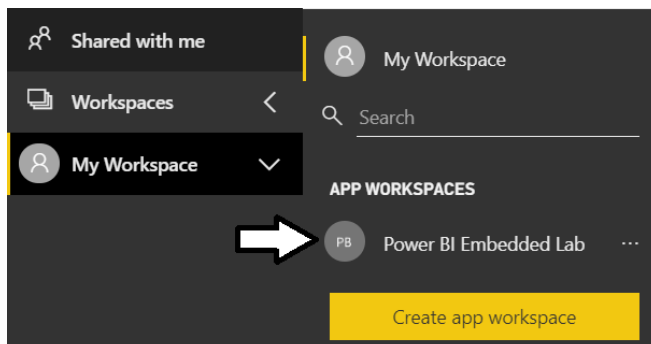 Shared with me
Workspaces
My Workspace
My Workspace
Search
APP WORKSPACES
PB Power BI Embedded Lab ...
Create app workspace